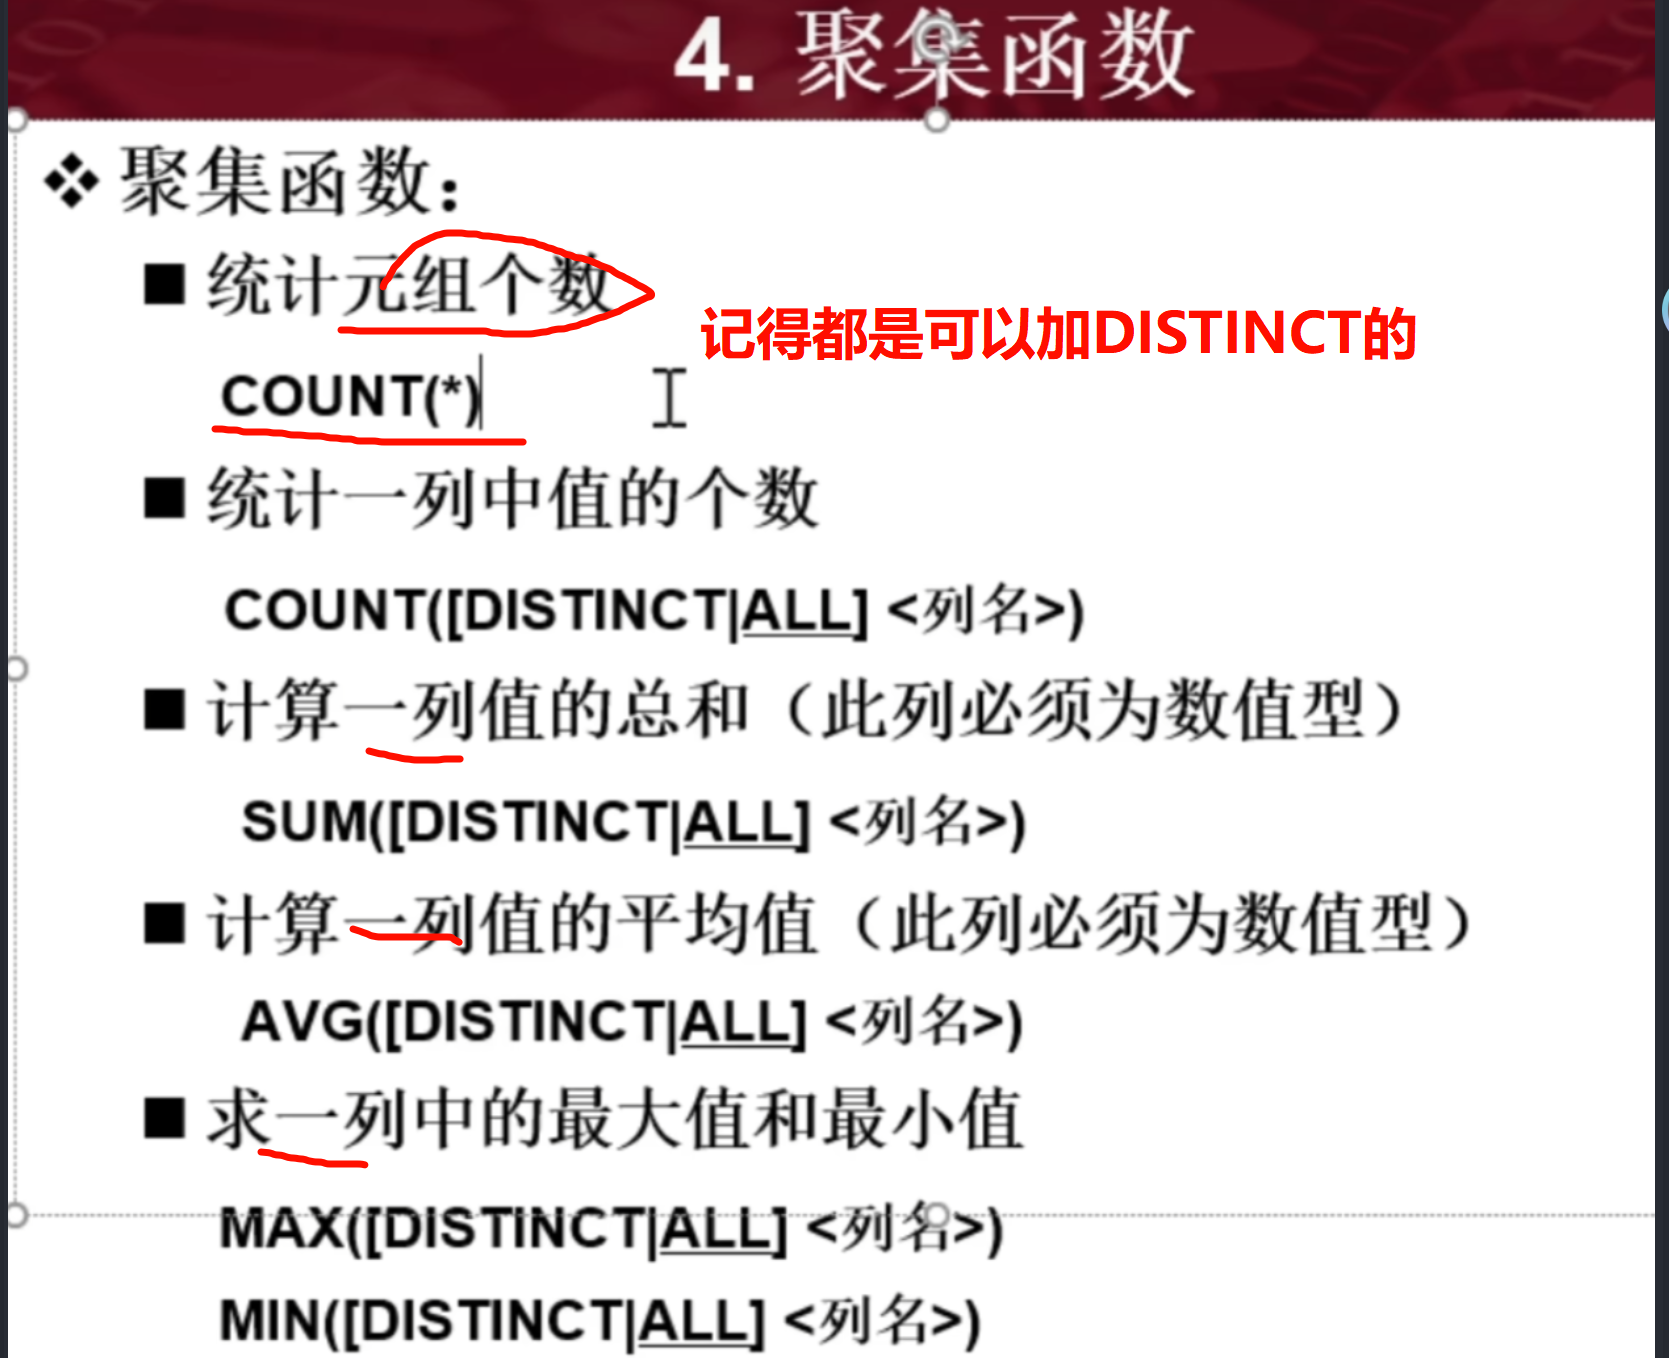 4. 聚集函数
聚集函数：
统计元组个数
记得都是可以加DISTINCT的
COUNT(*)
统计一列中值的个数
COUNT([DISTINCT|ALL] <列名>)
计算一列值的总和（此列必须为数值型）
SUM([DISTINCT|ALL] <列名>)
计算一列值的平均值（此列必须为数值型）
AVG([DISTINCT|ALL] <列名>)
求一列中的最大值和最小值
MAX([DISTINCT|ALL] <列名>)
MIN([DISTINCT|ALL] <列名>)